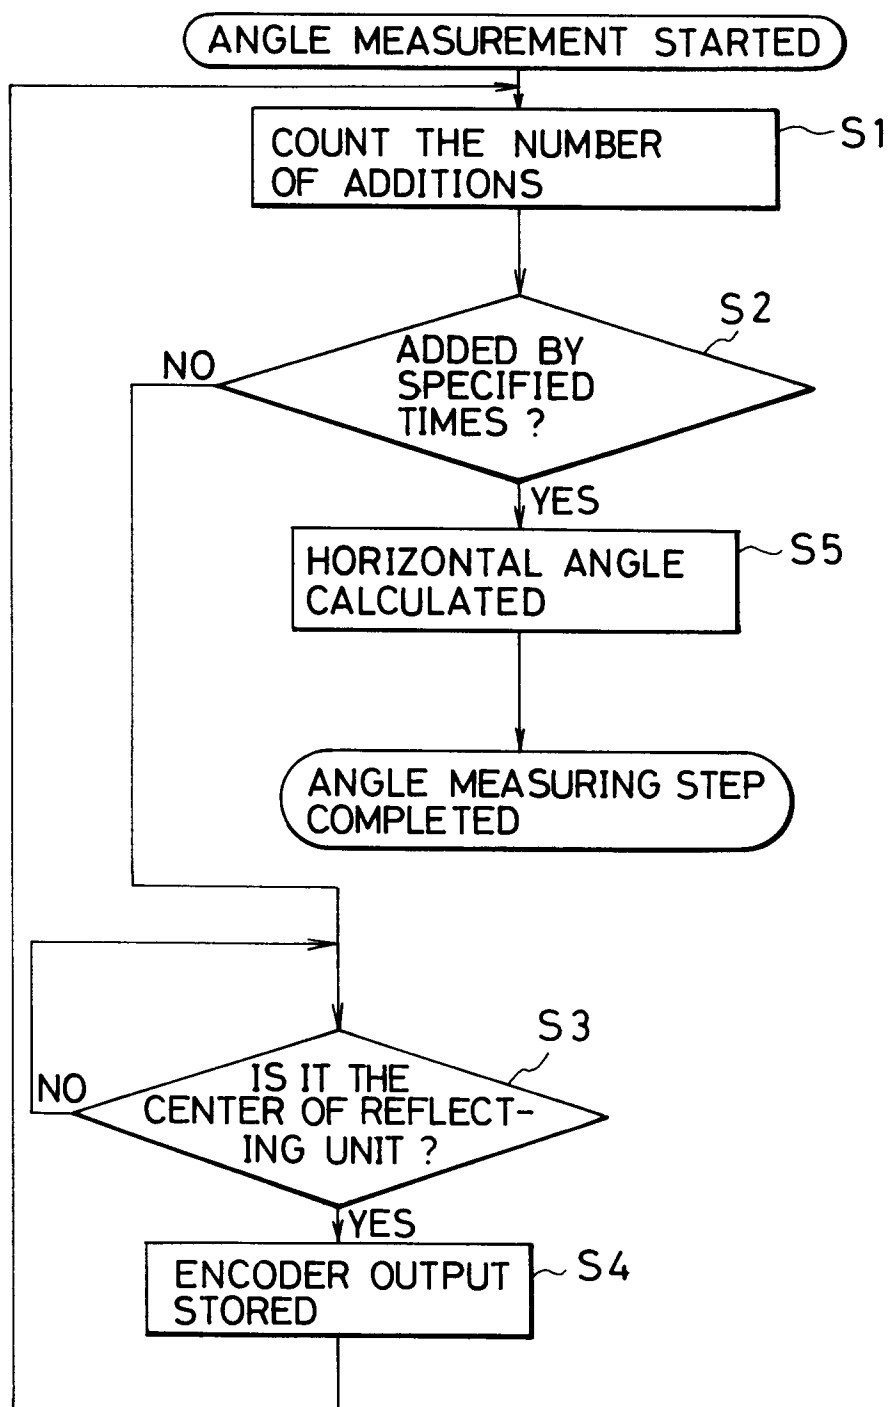 ANGLE MEASUREMENT STARTED
S1
COUNT THE NUMBER
OF ADDITIONS
S2
ADDED BY
SPECIFIED
TIMES ?
NO
YES
S5
HORIZONTAL ANGLE
CALCULATED
ANGLE MEASURING STEP
COMPLETED
S3
IS IT THE
CENTER OF REFLECT-
ING UNIT ?
NO
YES
S4
ENCODER OUTPUT
STORED